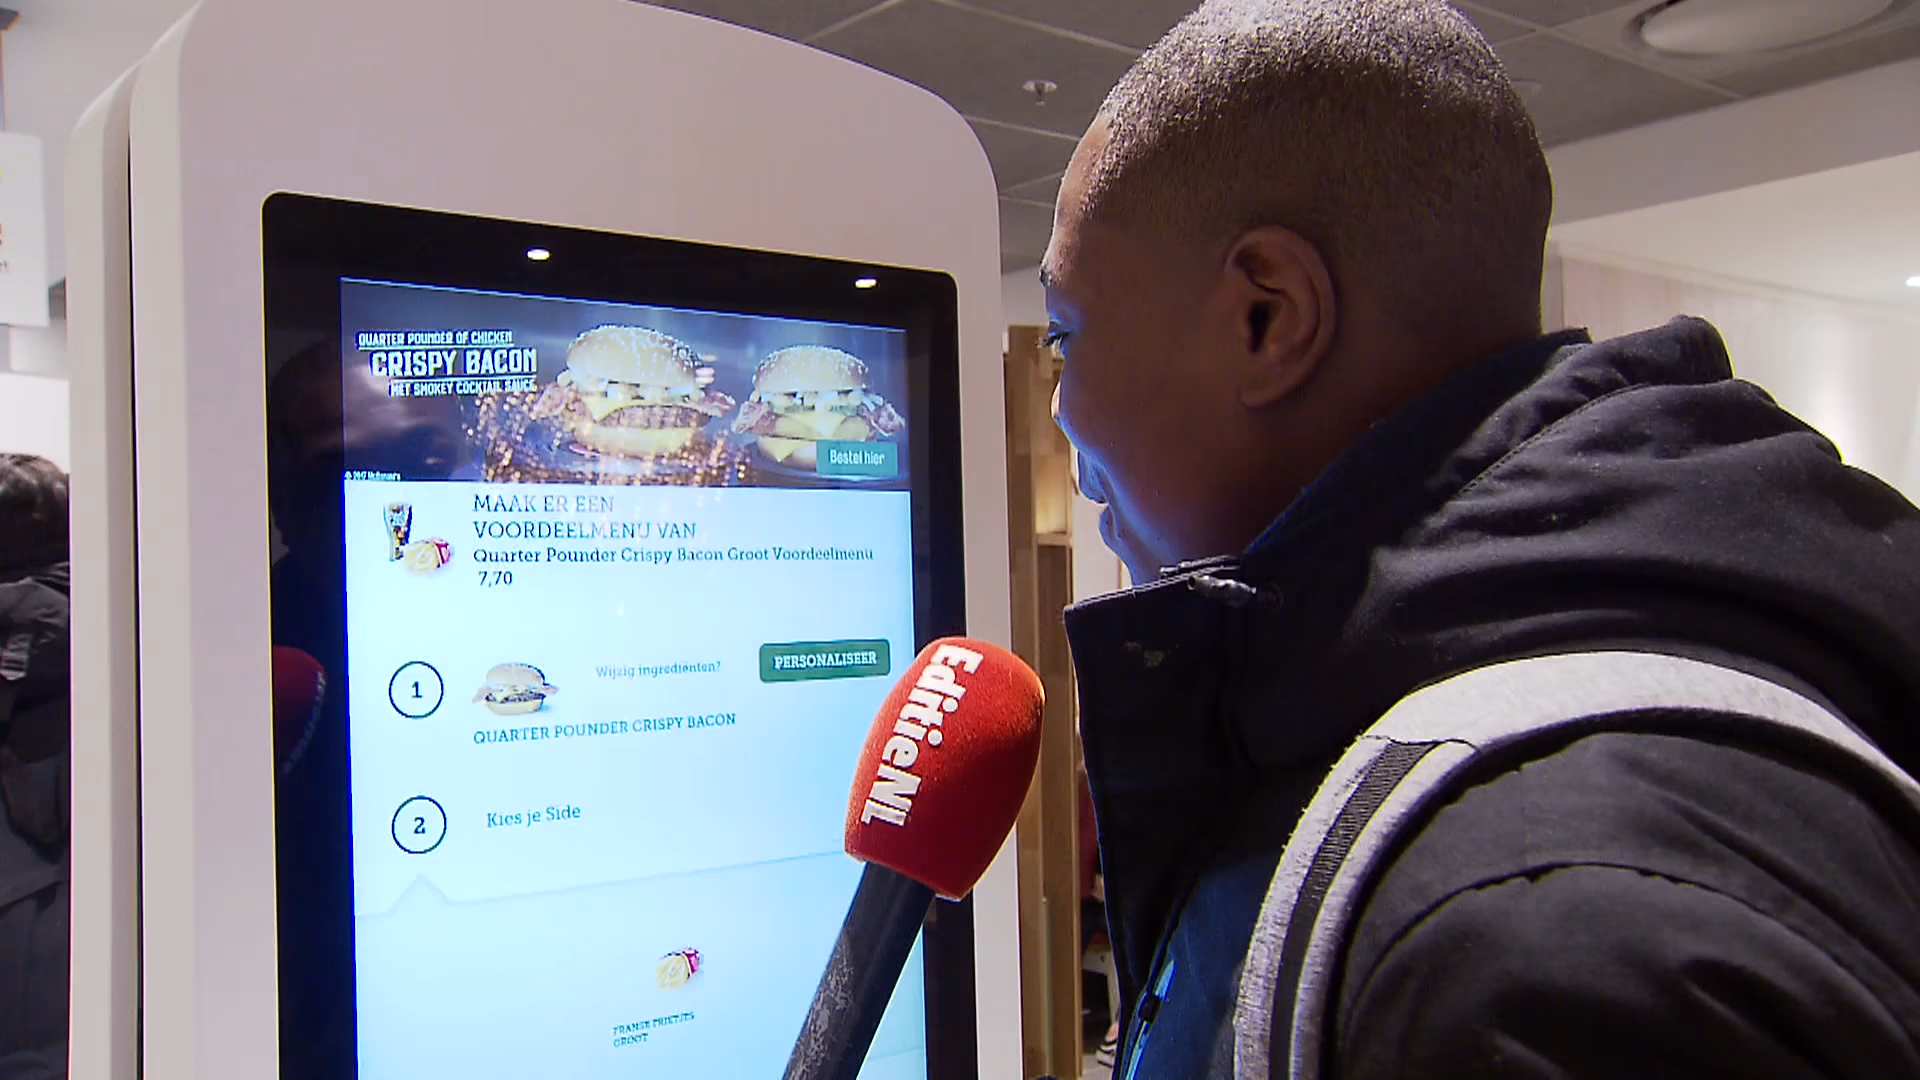 QUARTER POUNDER OF CHICKEN
CRISPY BACON
MET SMOKEY COCKTAIL SAUCE
Bestel hier
© 2017 McDonald's
MAAK ER EEN
VOORDEELMENU VAN
Quarter Pounder Crispy Bacon Groot Voordeelmenu
7,70
1
Wijzig ingrediënten?
PERSONALISEER
QUARTER POUNDER CRISPY BACON
2
Kies je Side
FRANSE FRIETJES
GROOT
EditieNL